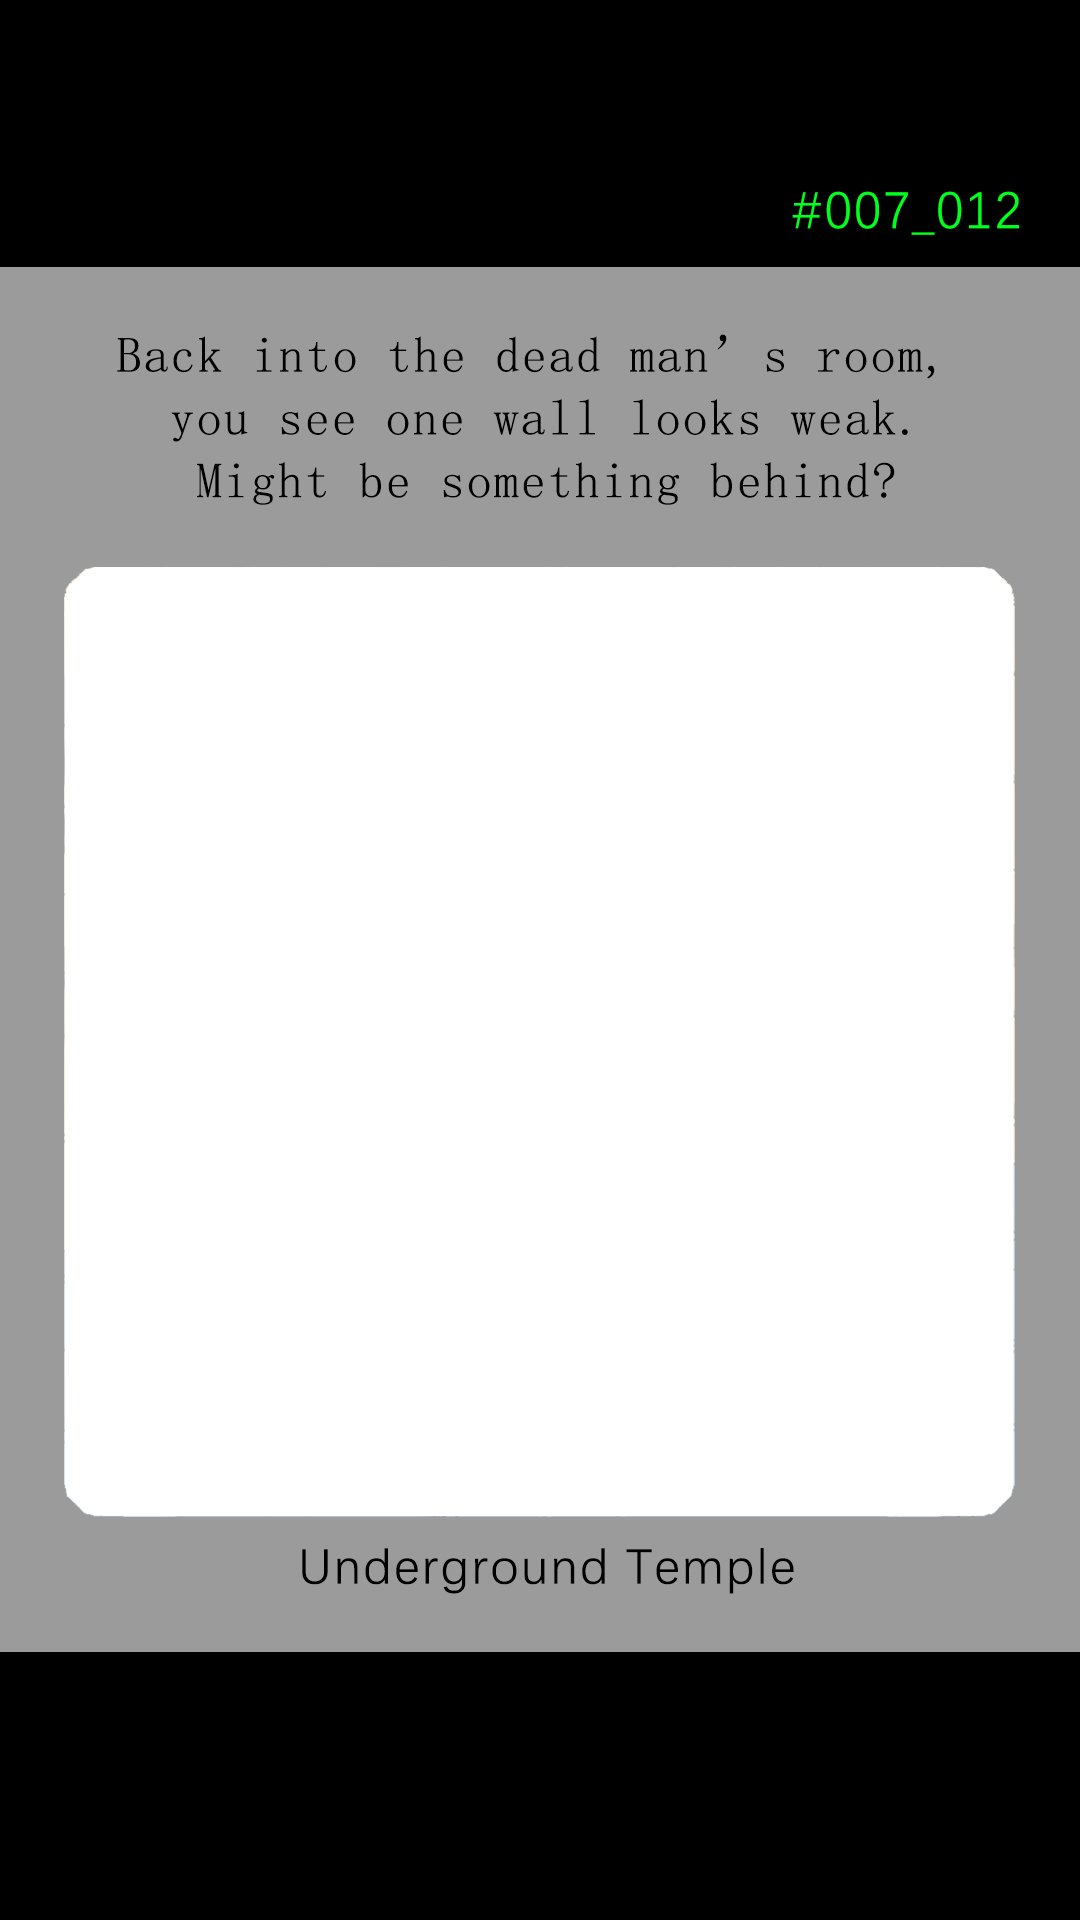 #007_012
Back into the dead man’s room,
you see one wall looks weak.
Might be something behind?
Underground Temple